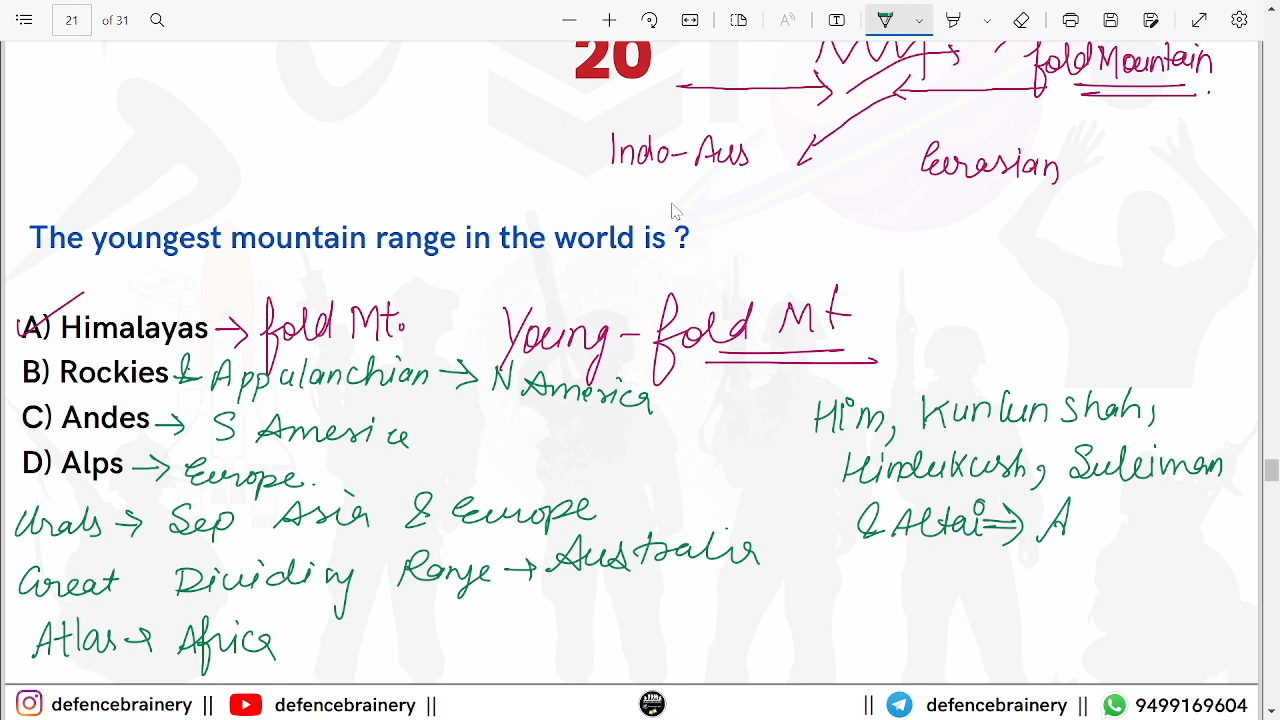 21 of 31
20
fold Mountain
Indo-Aus
Eurasian
The youngest mountain range in the world is ?
A) Himalayas → fold Mt.
Young-fold Mt
B) Rockies & Appulanchian → N America
C) Andes → S America
D) Alps → Europe.
Urals → Sep Asia & Europe
Great Dividing Range → Australia
Atlas → Africa
Him, Kunlun Shah,
Hindukush, Suleiman
& Altai ⇒ A
defencebrainery || defencebrainery || || defencebrainery || 9499169604